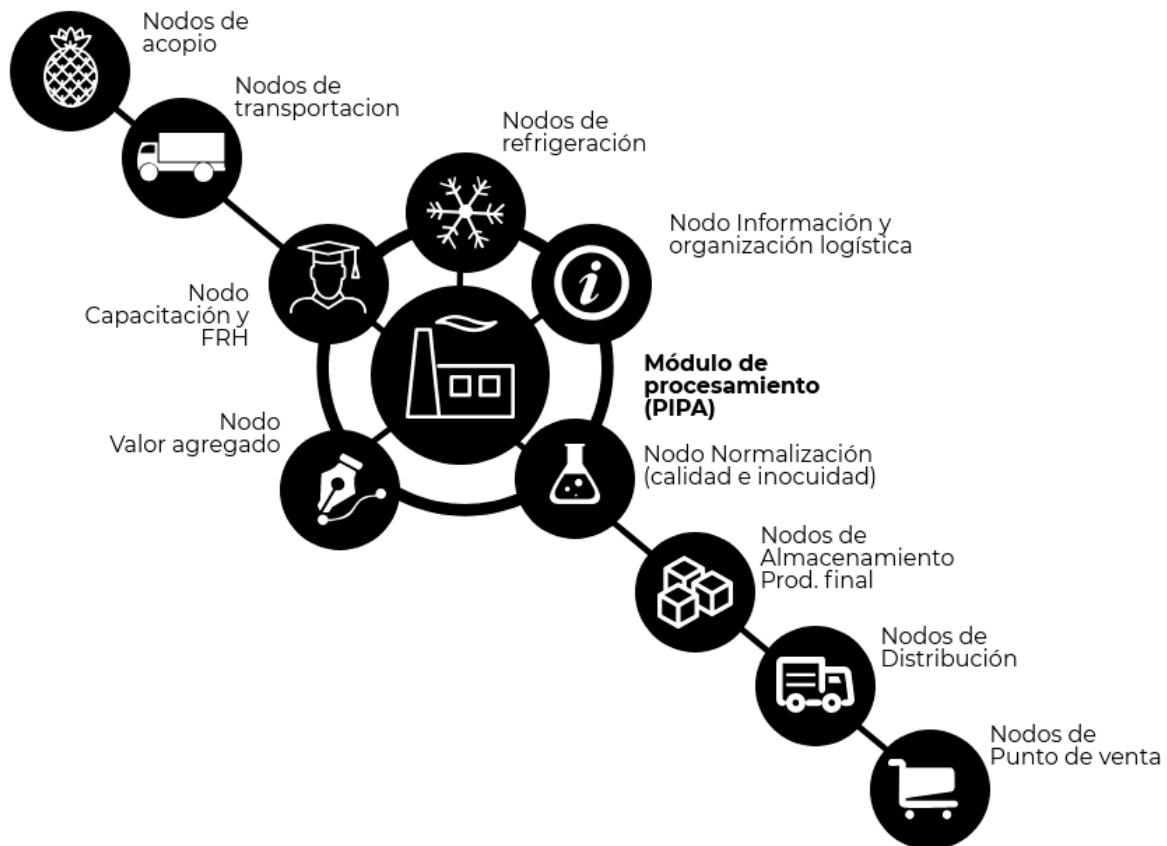 Nodos de
acopio
Nodos de
transportacion
Nodos de
refrigeración
Nodo Información y
organización logística
Nodo
Capacitación y
FRH
Módulo de
procesamiento
(PIPA)
Nodo
Valor agregado
Nodo Normalización
(calidad e inocuidad)
Nodos de
Almacenamiento
Prod. final
Nodos de
Distribución
Nodos de
Punto de venta